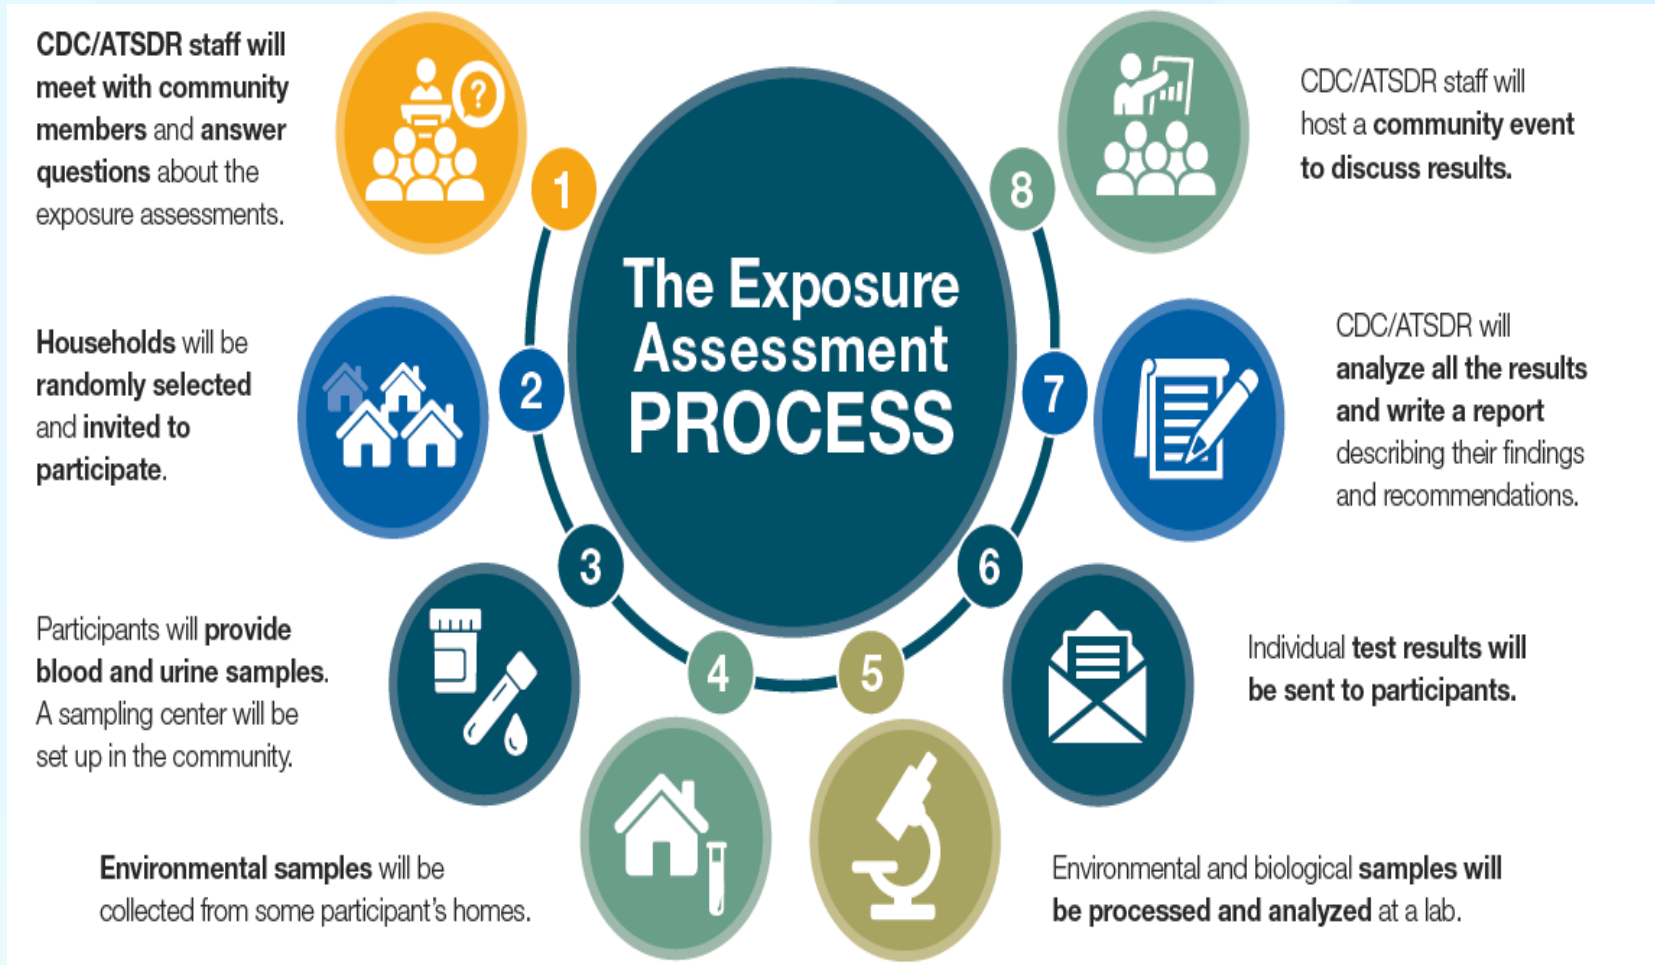 CDC/ATSDR staff will
meet with community
members and answer
questions about the
exposure assessments.
?
1
Households will be
randomly selected
and invited to
participate.
2
Participants will provide
blood and urine samples.
A sampling center will be
set up in the community.
3
Environmental samples will be
collected from some participant's homes.
4
The Exposure
Assessment
PROCESS
5
Environmental and biological samples will
be processed and analyzed at a lab.
6
Individual test results will
be sent to participants.
7
CDC/ATSDR will
analyze all the results
and write a report
describing their findings
and recommendations.
8
CDC/ATSDR staff will
host a community event
to discuss results.